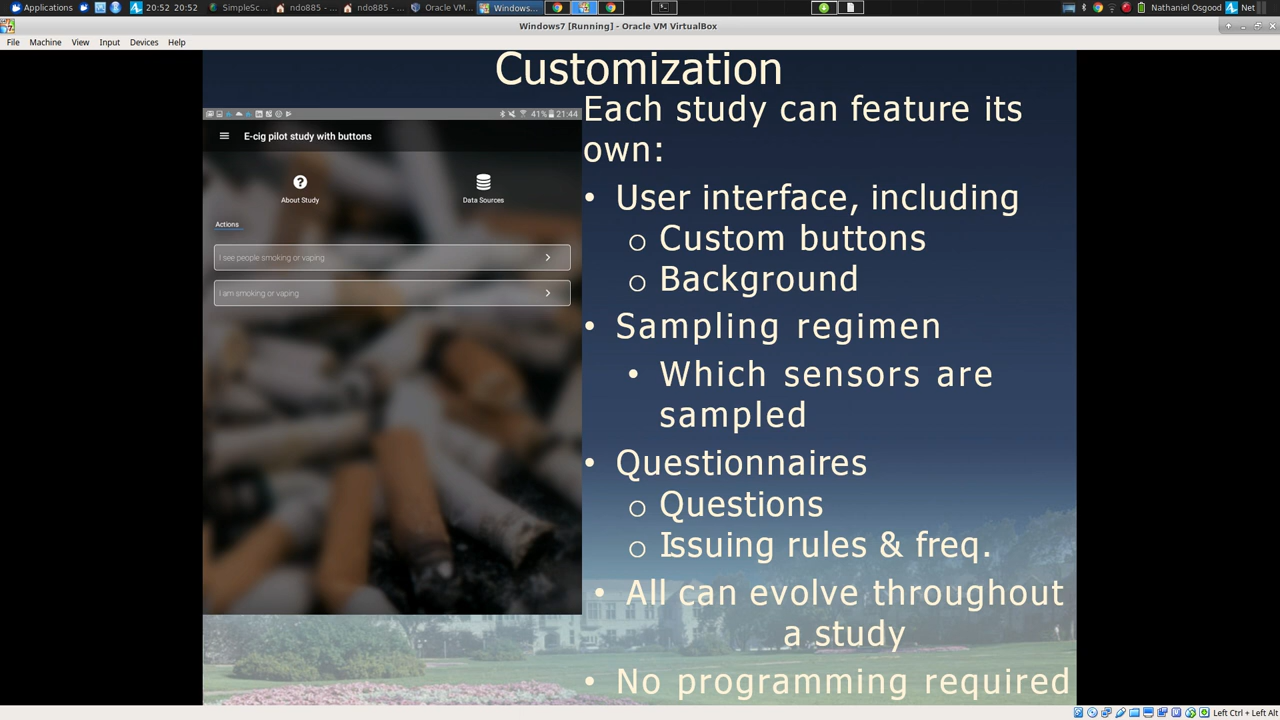 Applications
20:52 20:52
SimpleSc...
ndo885 - ...
ndo885 - ...
Oracle VM...
Windows...
Nathaniel Osgood
Net
Windows7 [Running] - Oracle VM VirtualBox
File Machine View Input Devices Help
Customization
41% 21:44
E-cig pilot study with buttons
About Study
Data Sources
Actions
I see people smoking or vaping
I am smoking or vaping
Each study can feature its
own:
• User interface, including
o Custom buttons
o Background
• Sampling regimen
• Which sensors are
sampled
• Questionnaires
o Questions
o Issuing rules & freq.
• All can evolve throughout
a study
• No programming required
Left Ctrl + Left Alt